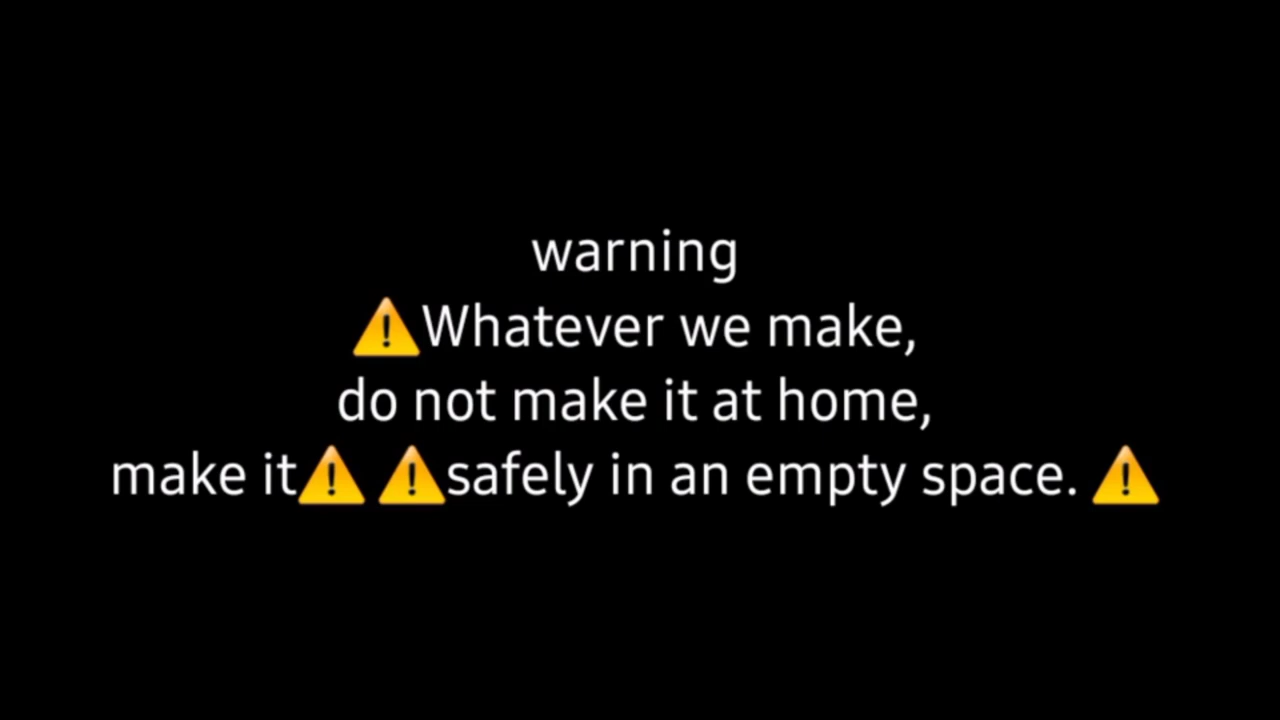 warning
⚠️Whatever we make,
do not make it at home,
make it⚠️ ⚠️safely in an empty space. ⚠️